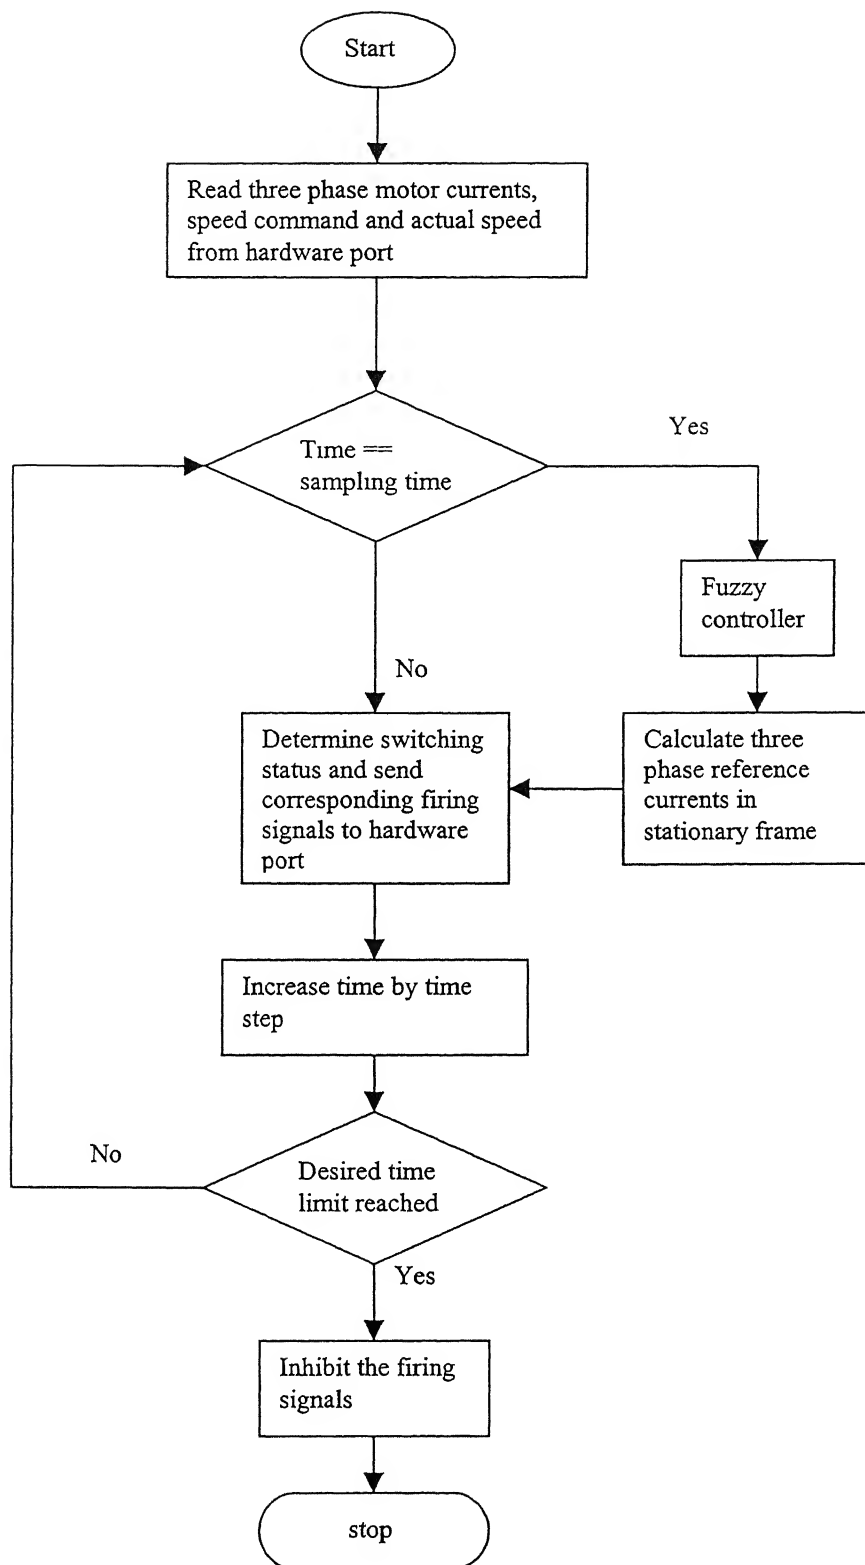 Start
Read three phase motor currents,
speed command and actual speed
from hardware port
Yes
Time ==
sampling time
Fuzzy
controller
No
Determine switching
status and send
corresponding firing
signals to hardware
port
Calculate three
phase reference
currents in
stationary frame
Increase time by time
step
No
Desired time
limit reached
Yes
Inhibit the firing
signals
stop